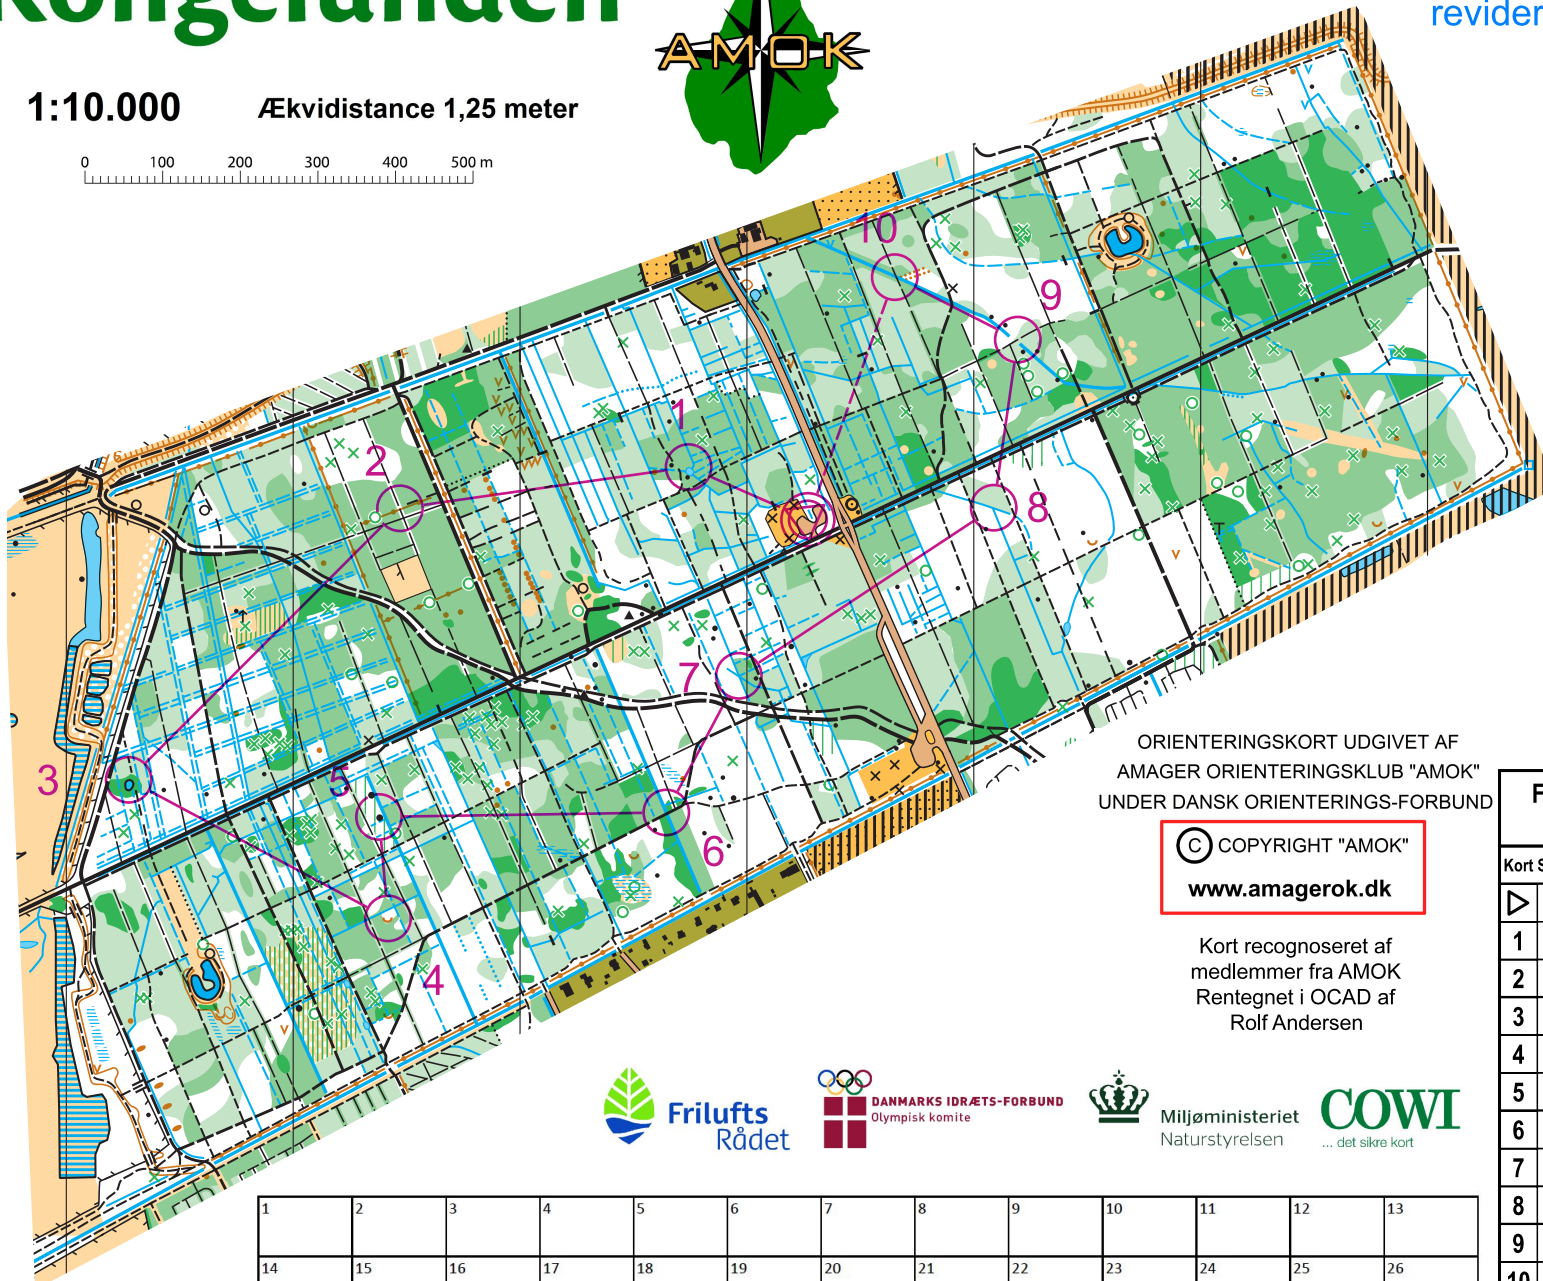 Kongelunden
revider
AMOK
1:10.000 Ækvidistance 1,25 meter
0 100 200 300 400 500 m
10
9
1
2
8
7
3
5
6
4
ORIENTERINGSKORT UDGIVET AF
AMAGER ORIENTERINGSKLUB "AMOK"
UNDER DANSK ORIENTERINGS-FORBUND
C COPYRIGHT "AMOK"
www.amagerok.dk
Kort recognoseret af
medlemmer fra AMOK
Rentegnet i OCAD af
Rolf Andersen
F
Kort S
1
2
3
4
5
6
7
8
9
10
Frilufts
Rådet
DANMARKS IDRÆTS-FORBUND
Olympisk komite
Miljøministeriet
Naturstyrelsen
COWI
... det sikre kort
1 2 3 4 5 6 7 8 9 10 11 12 13
14 15 16 17 18 19 20 21 22 23 24 25 26